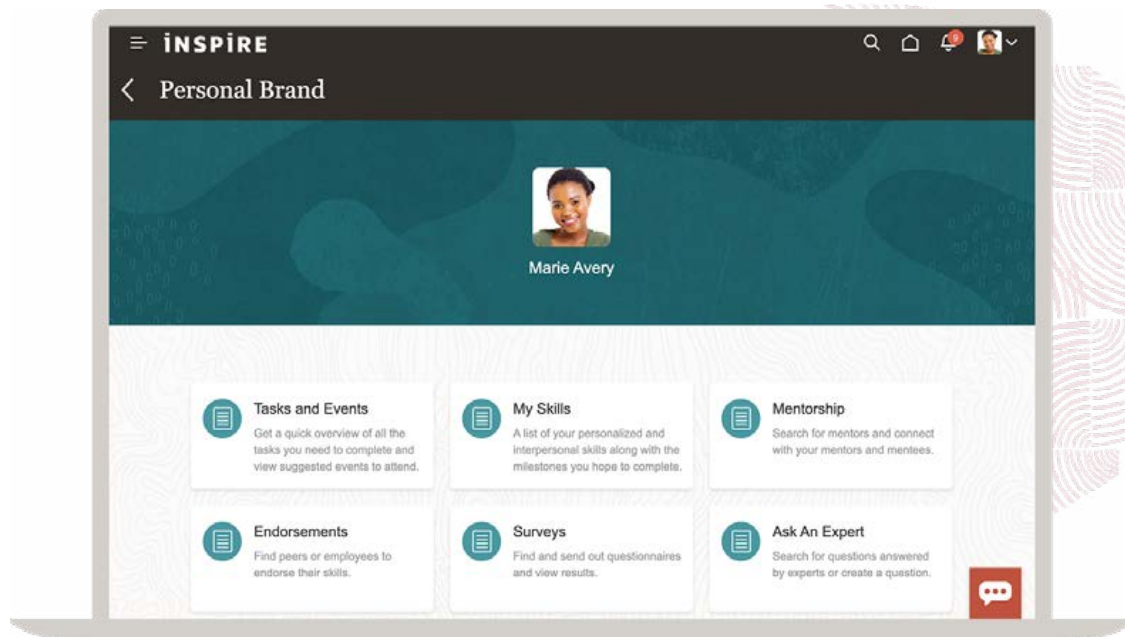 iNSPiRE
9
Personal Brand
Marie Avery
Tasks and Events
Get a quick overview of all the
tasks you need to complete and
view suggested events to attend.
My Skills
A list of your personalized and
interpersonal skills along with the
milestones you hope to complete.
Mentorship
Search for mentors and connect
with your mentors and mentees.
Endorsements
Find peers or employees to
endorse their skills.
Surveys
Find and send out questionnaires
and view results.
Ask An Expert
Search for questions answered
by experts or create a question.